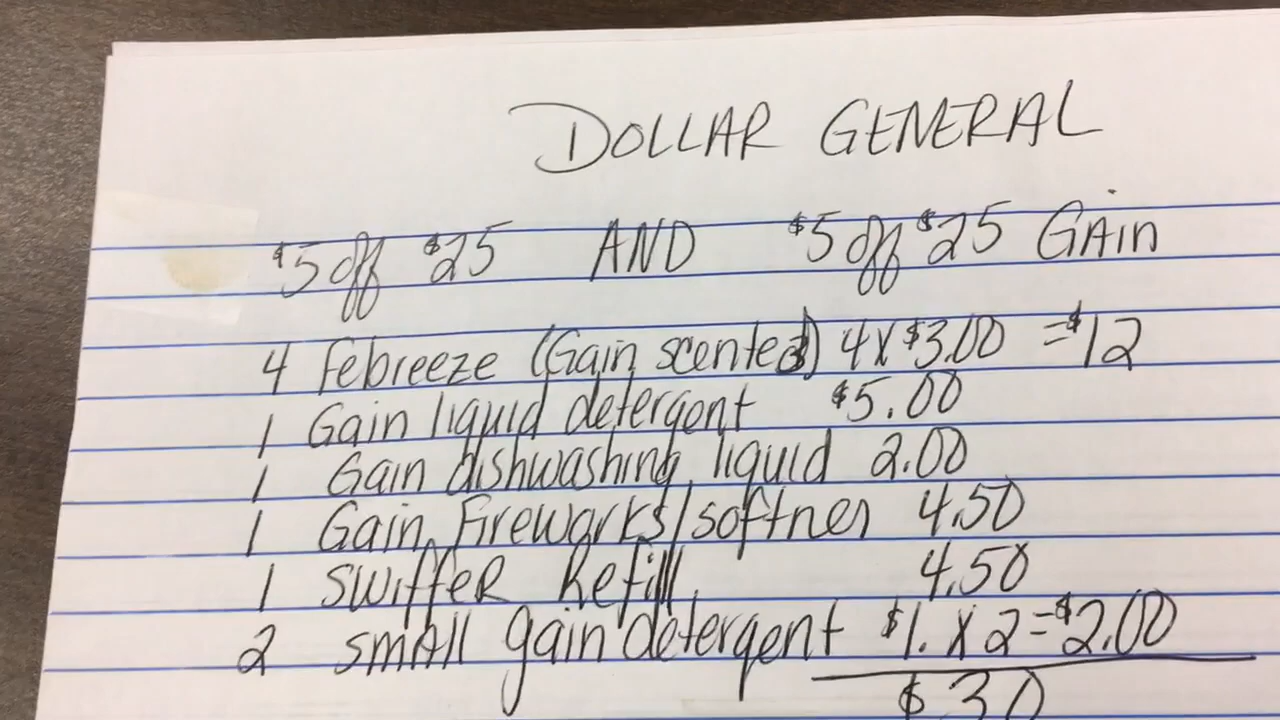 DOLLAR GENERAL
$5 off $25 AND $5 off $25 GAin
4 Febreeze (Gain scented) 4 x $3.00 = $12
1 Gain liquid detergent $5.00
1 Gain dishwashing liquid 2.00
1 Gain Fireworks/softner 4.50
1 SwiffeR Refill 4.50
2 smAll gain detergent $1. x 2 = $2.00
$30